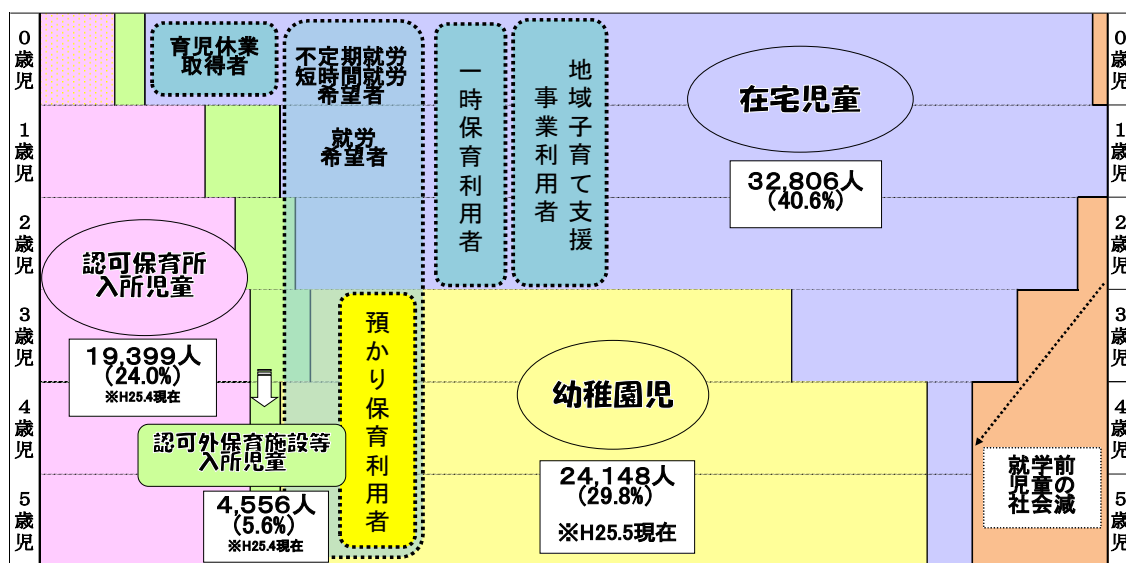 0歳児
1歳児
2歳児
3歳児
4歳児
5歳児
育児休業
取得者
不定期就労
短時間就労
希望者
就労
希望者
一時保育利用者
地域子育て支援
事業利用者
在宅児童
32,806人
(40.6%)
認可保育所
入所児童
19,399人
(24.0%)
※H25.4現在
認可外保育施設等
入所児童
4,556人
(5.6%)
※H25.4現在
預かり保育利用者
幼稚園児
24,148人
(29.8%)
※H25.5現在
就学前
児童の
社会減
0歳児
1歳児
2歳児
3歳児
4歳児
5歳児